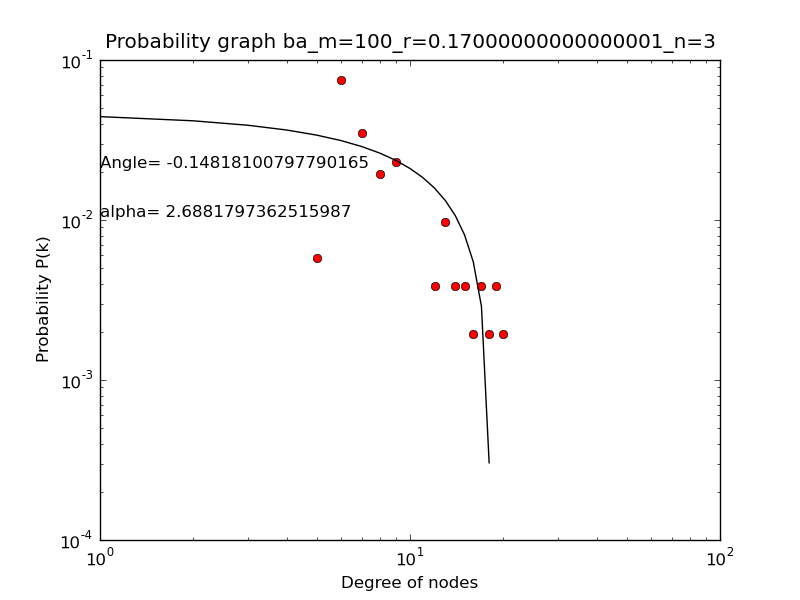 Probability graph ba_m=100_r=0.17000000000000001_n=3
10^-1
Angle= -0.14818100797790165
alpha= 2.6881797362515987
10^-2
Probability P(k)
10^-3
10^-4
10^0 10^1 10^2
Degree of nodes